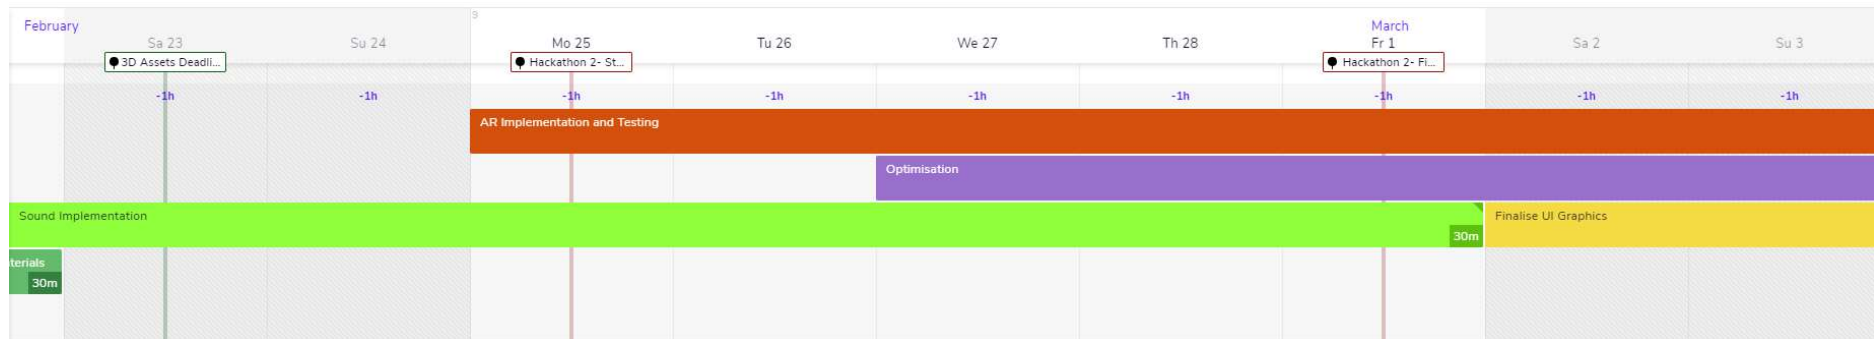 9
February
March
Sa 23 Su 24 Mo 25 Tu 26 We 27 Th 28 Fr 1 Sa 2 Su 3
3D Assets Deadli... Hackathon 2- St... Hackathon 2- Fi...
-1h -1h -1h -1h -1h -1h -1h -1h -1h
AR Implementation and Testing
Optimisation
Sound Implementation
30m
Finalise UI Graphics
terials
30m